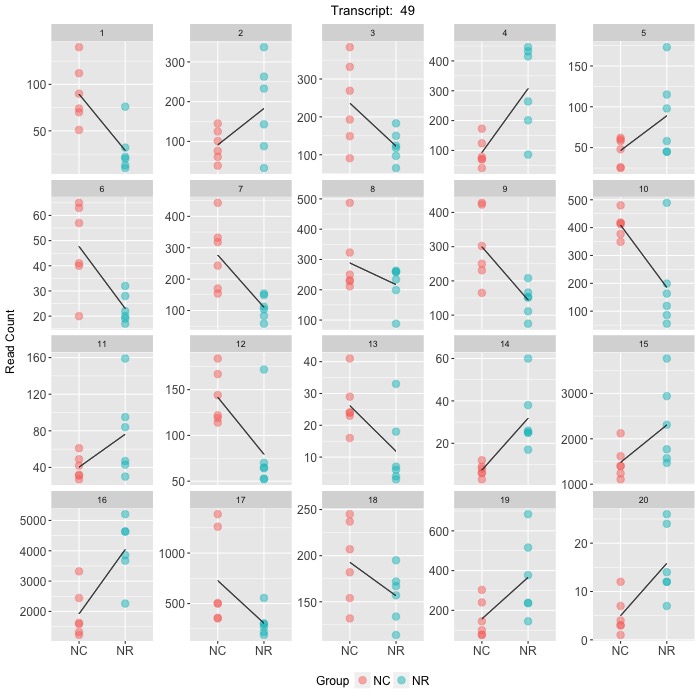 Transcript: 49
1 2 3 4 5
100 50
300 200 100
300 200 100
400 300 200 100
150 100 50
6 7 8 9 10
60 50 40 30 20
400 300 200 100
500 400 300 200 100
400 300 200 100
500 400 300 200 100
Read Count
11 12 13 14 15
160 120 80 40
150 100 50
40 30 20 10
60 40 20
3000 2000 1000
16 17 18 19 20
5000 4000 3000 2000
1000 500
250 200 150
600 400 200
20 10 0
NC NR NC NR NC NR NC NR NC NR
Group NC NR